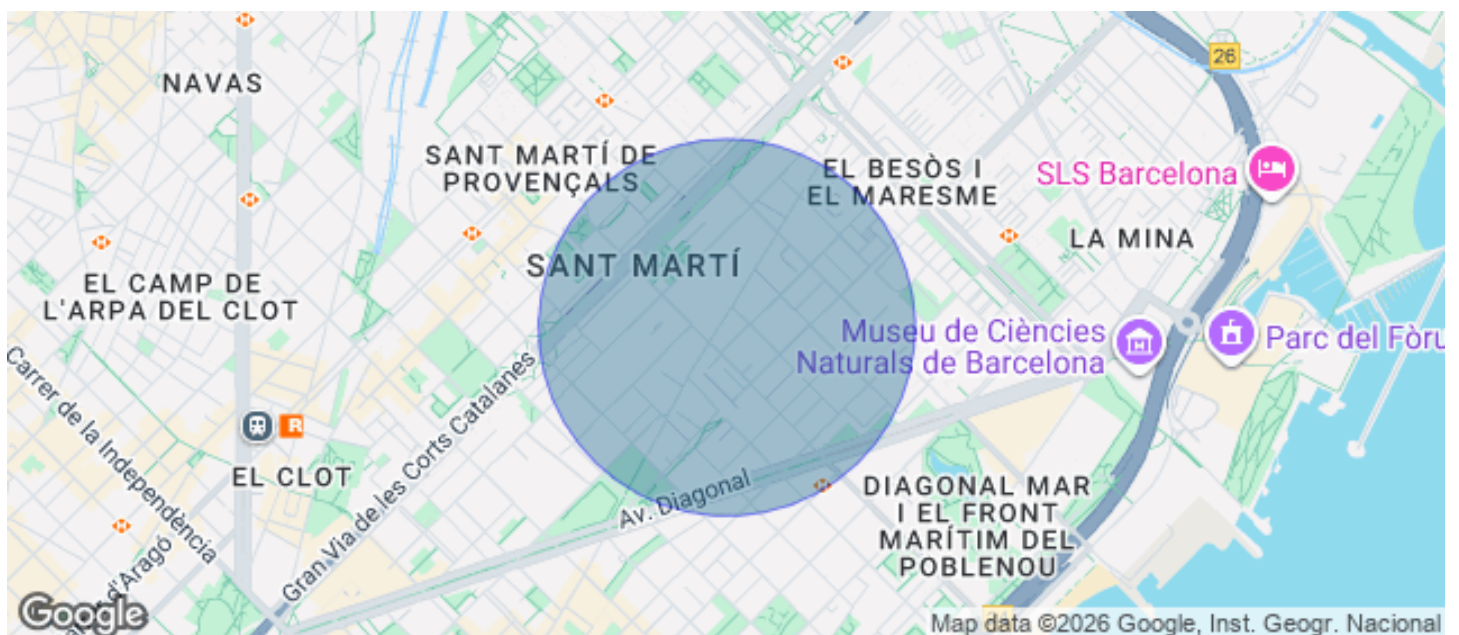 NAVAS
26
SANT MARTÍ DE
PROVENÇALS
EL BESÒS I
EL MARESME
SLS Barcelona
LA MINA
SANT MARTÍ
EL CAMP DE
L'ARPA DEL CLOT
Museu de Ciències
Naturals de Barcelona
Parc del Fòru
Carrer de la Independència
Gran Via de les Corts Catalanes
R
EL CLOT
Av. Diagonal
DIAGONAL MAR
I EL FRONT
MARÍTIM DEL
POBLENOU
d'Aragó
Google
Map data ©2026 Google, Inst. Geogr. Nacional